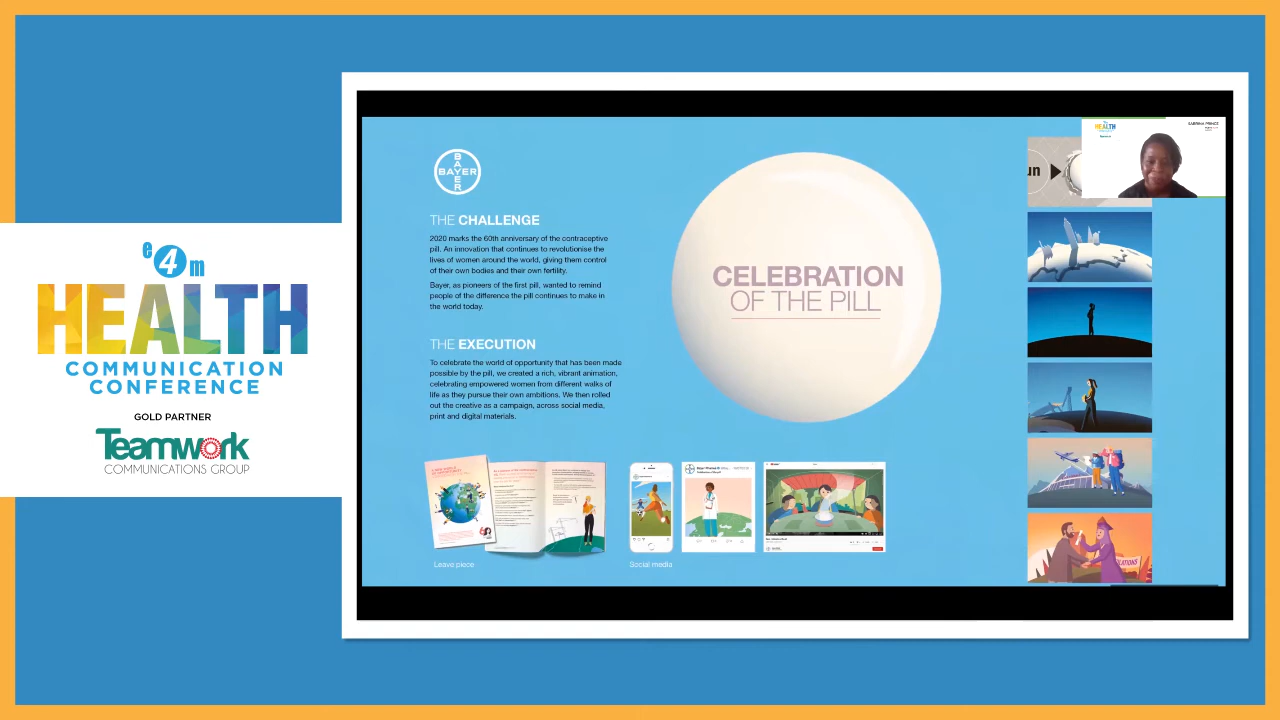 e4m
HEALTH
COMMUNICATION
CONFERENCE
GOLD PARTNER
Teamwork
COMMUNICATIONS GROUP
BAYER
BAYER
THE CHALLENGE
2020 marks the 60th anniversary of the contraceptive
pill. An innovation that continues to revolutionise the
lives of women around the world, giving them control
of their own bodies and their own fertility.
Bayer, as pioneers of the first pill, wanted to remind
people of the difference the pill continues to make in
the world today.
THE EXECUTION
To celebrate the world of opportunity that has been made
possible by the pill, we created a rich, vibrant animation,
celebrating empowered women from different walks of
life as they pursue their own ambitions. We then rolled
out the creative as a campaign, across social media,
print and digital materials.
CELEBRATION
OF THE PILL
Leave piece
Social media
HEALTH
SABRINA PRINCE
un